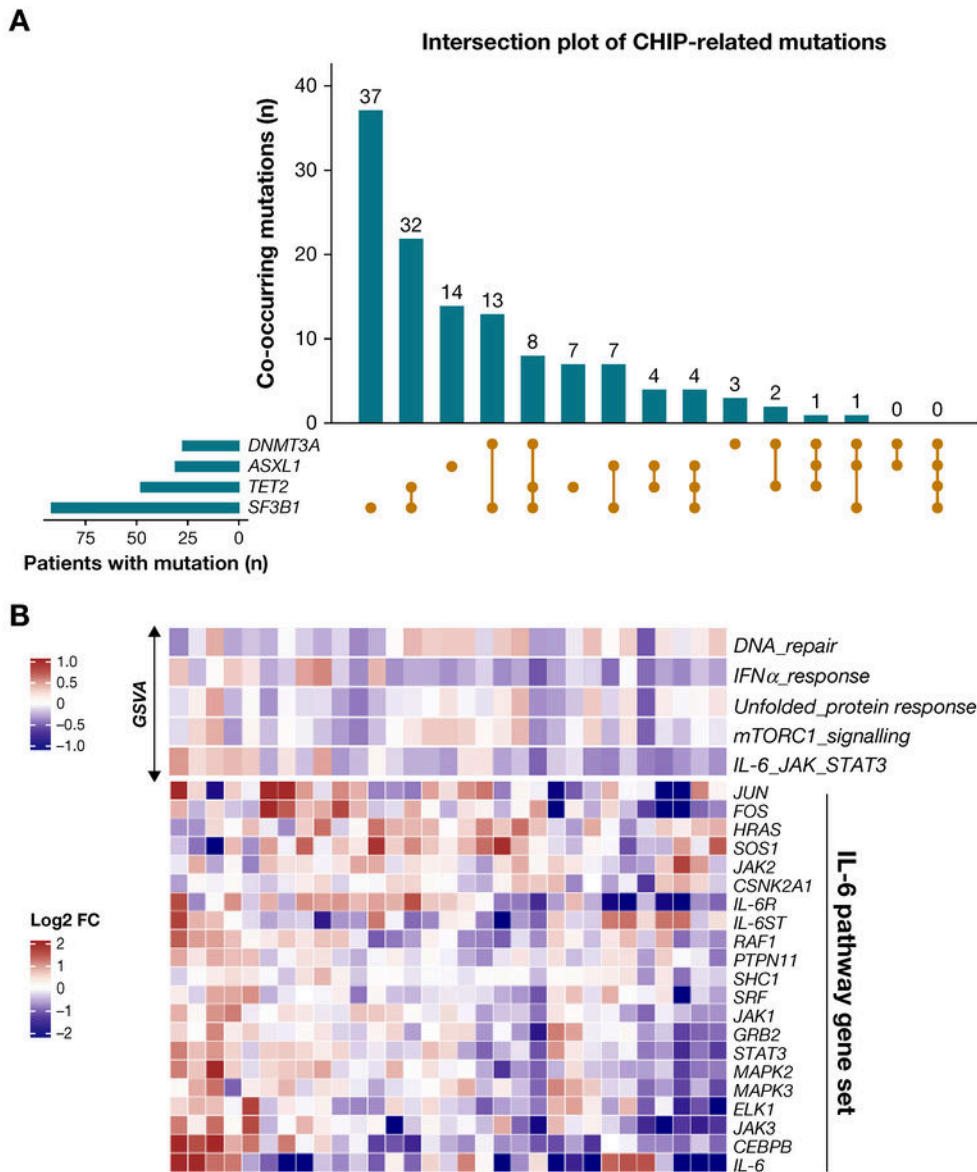 A
Intersection plot of CHIP-related mutations
Co-occurring mutations (n)
40
30
20
10
0
37
32
14
13
8
7
7
4
4
3
2
1
1
0
0
DNMT3A
ASXL1
TET2
SF3B1
75 50 25 0
Patients with mutation (n)
B
1.0
0.5
0
−0.5
−1.0
GSVA
DNA_repair
IFNα_response
Unfolded_protein response
mTORC1_signalling
IL-6_JAK_STAT3
Log2 FC
2
1
0
−1
−2
JUN
FOS
HRAS
SOS1
JAK2
CSNK2A1
IL-6R
IL-6ST
RAF1
PTPN11
SHC1
SRF
JAK1
GRB2
STAT3
MAPK2
MAPK3
ELK1
JAK3
CEBPB
IL-6
IL-6 pathway gene set